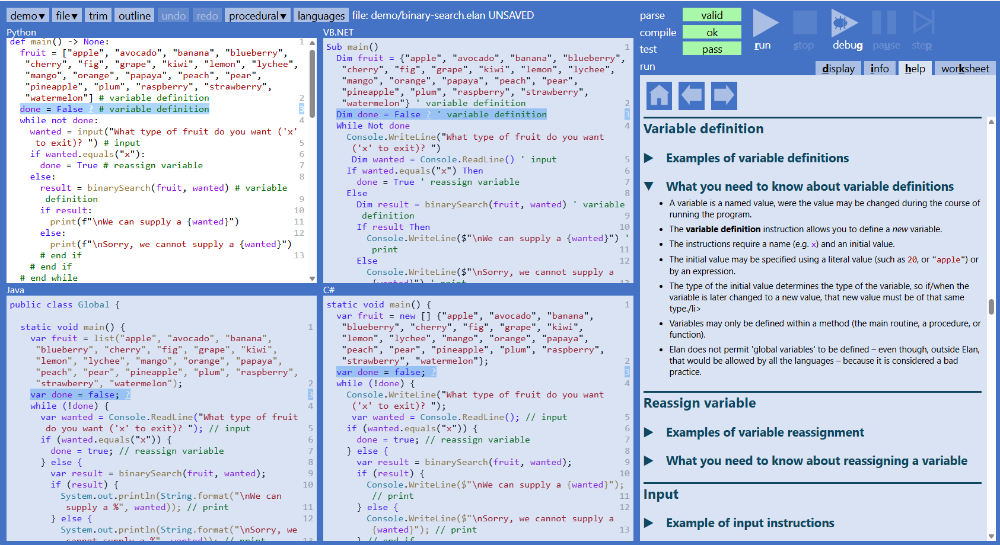 demo▼ file▼ trim outline undo redo procedural▼ languages file: demo/binary-search.elan UNSAVED
Python
def main() -> None: 1
fruit = ["apple", "avocado", "banana", "blueberry",
"cherry", "fig", "grape", "kiwi", "lemon", "lychee",
"mango", "orange", "papaya", "peach", "pear",
"pineapple", "plum", "raspberry", "strawberry",
"watermelon"] # variable definition 2
done = False ? # variable definition 3
while not done: 4
wanted = input("What type of fruit do you want ('x'
to exit)? ") # input 5
if wanted.equals("x"): 6
done = True # reassign variable 7
else: 8
result = binarySearch(fruit, wanted) # variable
definition 9
if result: 10
print(f"\nWe can supply a {wanted}") 11
else: 12
print(f"\nSorry, we cannot supply a {wanted}")
# end if 13
# end if
# end while
VB.NET
Sub main() 1
Dim fruit = {"apple", "avocado", "banana", "blueberry",
"cherry", "fig", "grape", "kiwi", "lemon", "lychee",
"mango", "orange", "papaya", "peach", "pear",
"pineapple", "plum", "raspberry", "strawberry",
"watermelon"} ' variable definition 2
Dim done = False ? ' variable definition 3
While Not done 4
Console.WriteLine("What type of fruit do you want
('x' to exit)? ")
Dim wanted = Console.ReadLine() ' input 5
If wanted.equals("x") Then 6
done = True ' reassign variable 7
Else 8
Dim result = binarySearch(fruit, wanted) ' variable
definition 9
If result Then 10
Console.WriteLine($"\nWe can supply a {wanted}") '
print 11
Else 12
Console.WriteLine($"\nSorry, we cannot supply a
{wanted}") ' print 13
Java
public class Global {
static void main() { 1
var fruit = list("apple", "avocado", "banana",
"blueberry", "cherry", "fig", "grape", "kiwi",
"lemon", "lychee", "mango", "orange", "papaya",
"peach", "pear", "pineapple", "plum", "raspberry",
"strawberry", "watermelon"); 2
var done = false; ? 3
while (!done) { 4
var wanted = Console.ReadLine("What type of fruit
do you want ('x' to exit)? "); // input 5
if (wanted.equals("x")) { 6
done = true; // reassign variable 7
} else { 8
var result = binarySearch(fruit, wanted); 9
if (result) { 10
System.out.println(String.format("\nWe can
supply a %", wanted)); // print 11
} else { 12
System.out.println(String.format("\nSorry, we
cannot supply a %", wanted)); // print 13
C#
static void main() { 1
var fruit = new [] {"apple", "avocado", "banana",
"blueberry", "cherry", "fig", "grape", "kiwi",
"lemon", "lychee", "mango", "orange", "papaya",
"peach", "pear", "pineapple", "plum", "raspberry",
"strawberry", "watermelon"}; 2
var done = false; ? 3
while (!done) { 4
Console.WriteLine("What type of fruit do you want
('x' to exit)? ");
var wanted = Console.ReadLine(); // input 5
if (wanted.equals("x")) { 6
done = true; // reassign variable 7
} else { 8
var result = binarySearch(fruit, wanted); 9
if (result) { 10
Console.WriteLine($"\nWe can supply a {wanted}");
// print 11
} else { 12
Console.WriteLine($"\nSorry, we cannot supply a
{wanted}"); // print 13
} // end if
parse valid
compile ok
test pass
run
run stop debug pause step
display info help worksheet
Variable definition
Examples of variable definitions
What you need to know about variable definitions
• A variable is a named value, were the value may be changed during the course of
running the program.
• The variable definition instruction allows you to define a new variable.
• The instructions require a name (e.g. x) and an initial value.
• The initial value may be specified using a literal value (such as 20, or "apple") or
by an expression.
• The type of the initial value determines the type of the variable, so if/when the
variable is later changed to a new value, that new value must be of that same
type./li>
• Variables may only be defined within a method (the main routine, a procedure, or
function).
• Elan does not permit 'global variables' to be defined – even though, outside Elan,
that would be allowed by all the languages – because it is considered a bad
practice.
Reassign variable
Examples of variable reassignment
What you need to know about reassigning a variable
Input
Example of input instructions